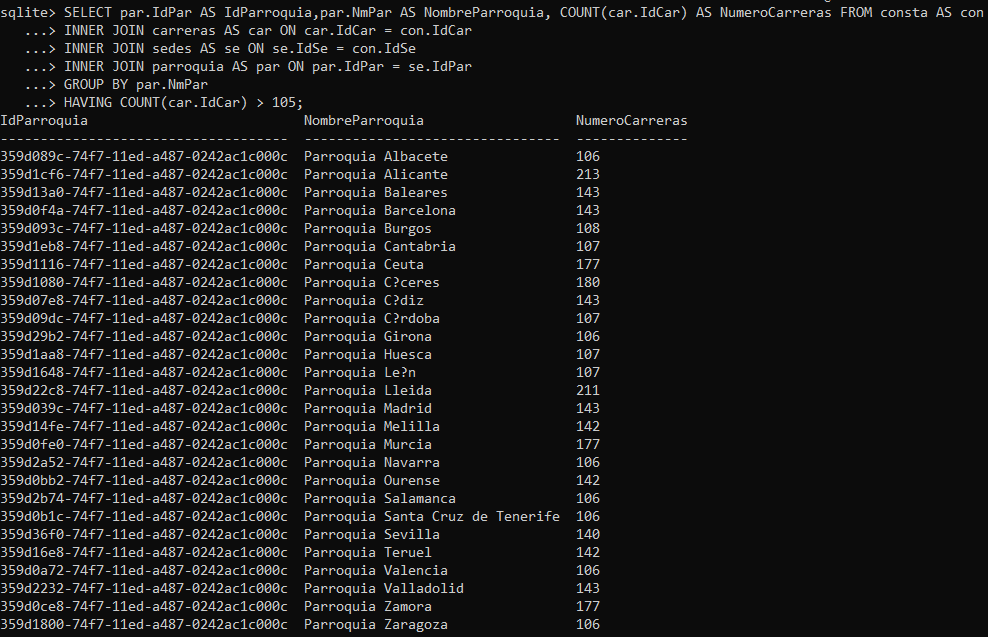 sqlite> SELECT par.IdPar AS IdParroquia,par.NmPar AS NombreParroquia, COUNT(car.IdCar) AS NumeroCarreras FROM consta AS con
...> INNER JOIN carreras AS car ON car.IdCar = con.IdCar
...> INNER JOIN sedes AS se ON se.IdSe = con.IdSe
...> INNER JOIN parroquia AS par ON par.IdPar = se.IdPar
...> GROUP BY par.NmPar
...> HAVING COUNT(car.IdCar) > 105;
IdParroquia NombreParroquia NumeroCarreras
------------------------------------ -------------------------------- --------------
359d089c-74f7-11ed-a487-0242ac1c000c Parroquia Albacete 106
359d1cf6-74f7-11ed-a487-0242ac1c000c Parroquia Alicante 213
359d13a0-74f7-11ed-a487-0242ac1c000c Parroquia Baleares 143
359d0f4a-74f7-11ed-a487-0242ac1c000c Parroquia Barcelona 143
359d093c-74f7-11ed-a487-0242ac1c000c Parroquia Burgos 108
359d1eb8-74f7-11ed-a487-0242ac1c000c Parroquia Cantabria 107
359d1116-74f7-11ed-a487-0242ac1c000c Parroquia Ceuta 177
359d1080-74f7-11ed-a487-0242ac1c000c Parroquia C?ceres 180
359d07e8-74f7-11ed-a487-0242ac1c000c Parroquia C?diz 143
359d09dc-74f7-11ed-a487-0242ac1c000c Parroquia C?rdoba 107
359d29b2-74f7-11ed-a487-0242ac1c000c Parroquia Girona 106
359d1aa8-74f7-11ed-a487-0242ac1c000c Parroquia Huesca 107
359d1648-74f7-11ed-a487-0242ac1c000c Parroquia Le?n 107
359d22c8-74f7-11ed-a487-0242ac1c000c Parroquia Lleida 211
359d039c-74f7-11ed-a487-0242ac1c000c Parroquia Madrid 143
359d14fe-74f7-11ed-a487-0242ac1c000c Parroquia Melilla 142
359d0fe0-74f7-11ed-a487-0242ac1c000c Parroquia Murcia 177
359d2a52-74f7-11ed-a487-0242ac1c000c Parroquia Navarra 106
359d0bb2-74f7-11ed-a487-0242ac1c000c Parroquia Ourense 142
359d2b74-74f7-11ed-a487-0242ac1c000c Parroquia Salamanca 106
359d0b1c-74f7-11ed-a487-0242ac1c000c Parroquia Santa Cruz de Tenerife 106
359d36f0-74f7-11ed-a487-0242ac1c000c Parroquia Sevilla 140
359d16e8-74f7-11ed-a487-0242ac1c000c Parroquia Teruel 142
359d0a72-74f7-11ed-a487-0242ac1c000c Parroquia Valencia 106
359d2232-74f7-11ed-a487-0242ac1c000c Parroquia Valladolid 143
359d0ce8-74f7-11ed-a487-0242ac1c000c Parroquia Zamora 177
359d1800-74f7-11ed-a487-0242ac1c000c Parroquia Zaragoza 106